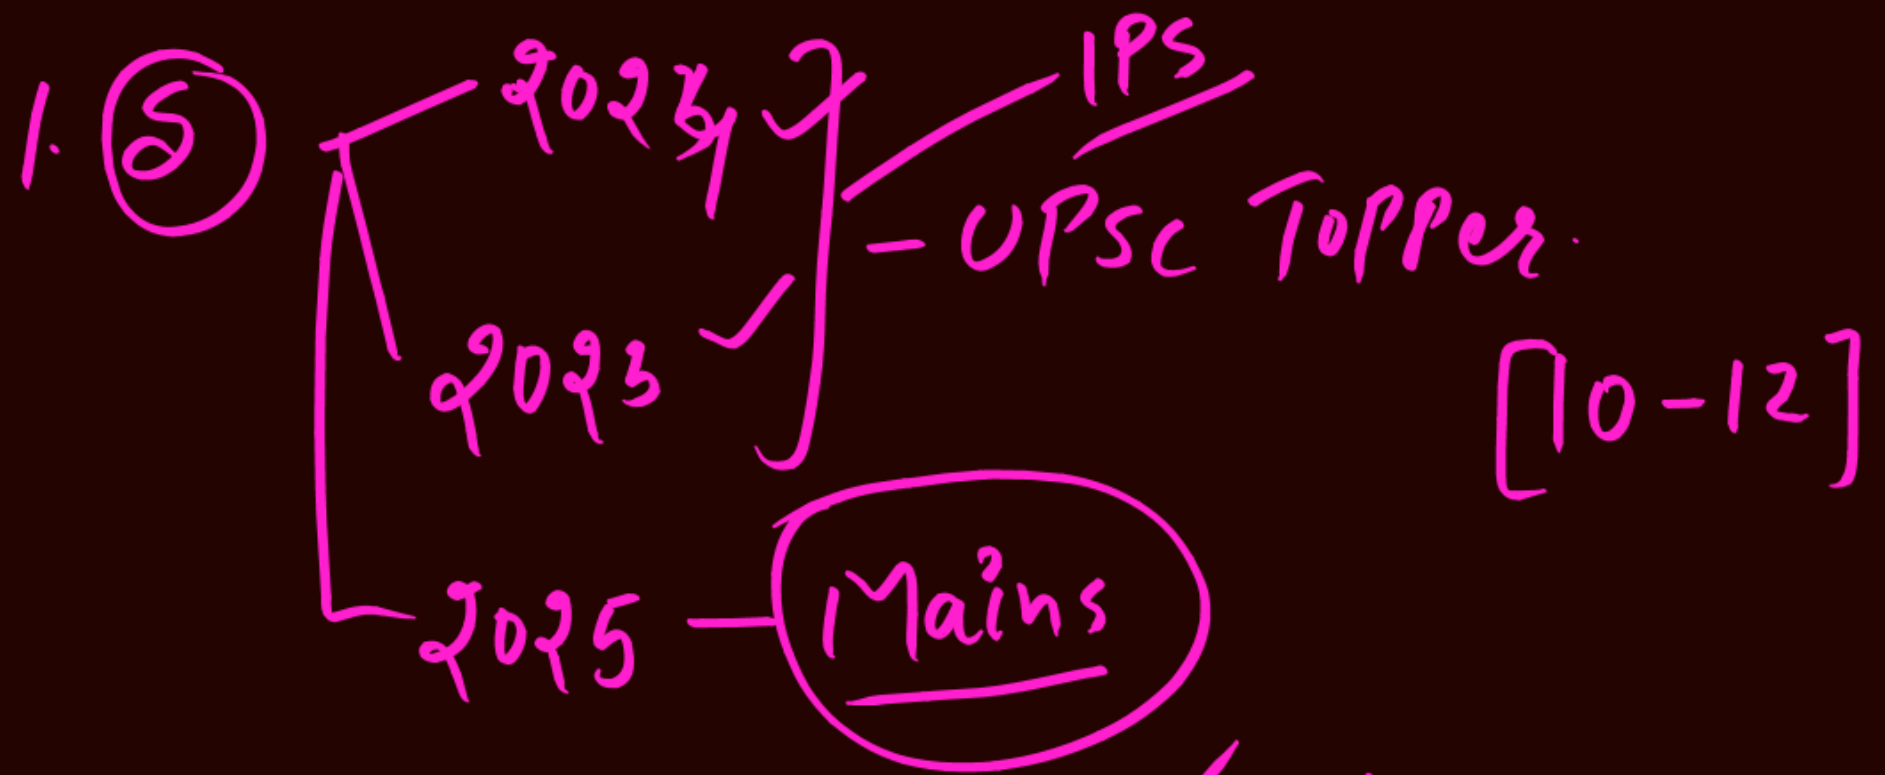 1. S 2024 ✓ IPS
- UPSC Topper.
2023 ✓
[10-12]
2025 - Mains